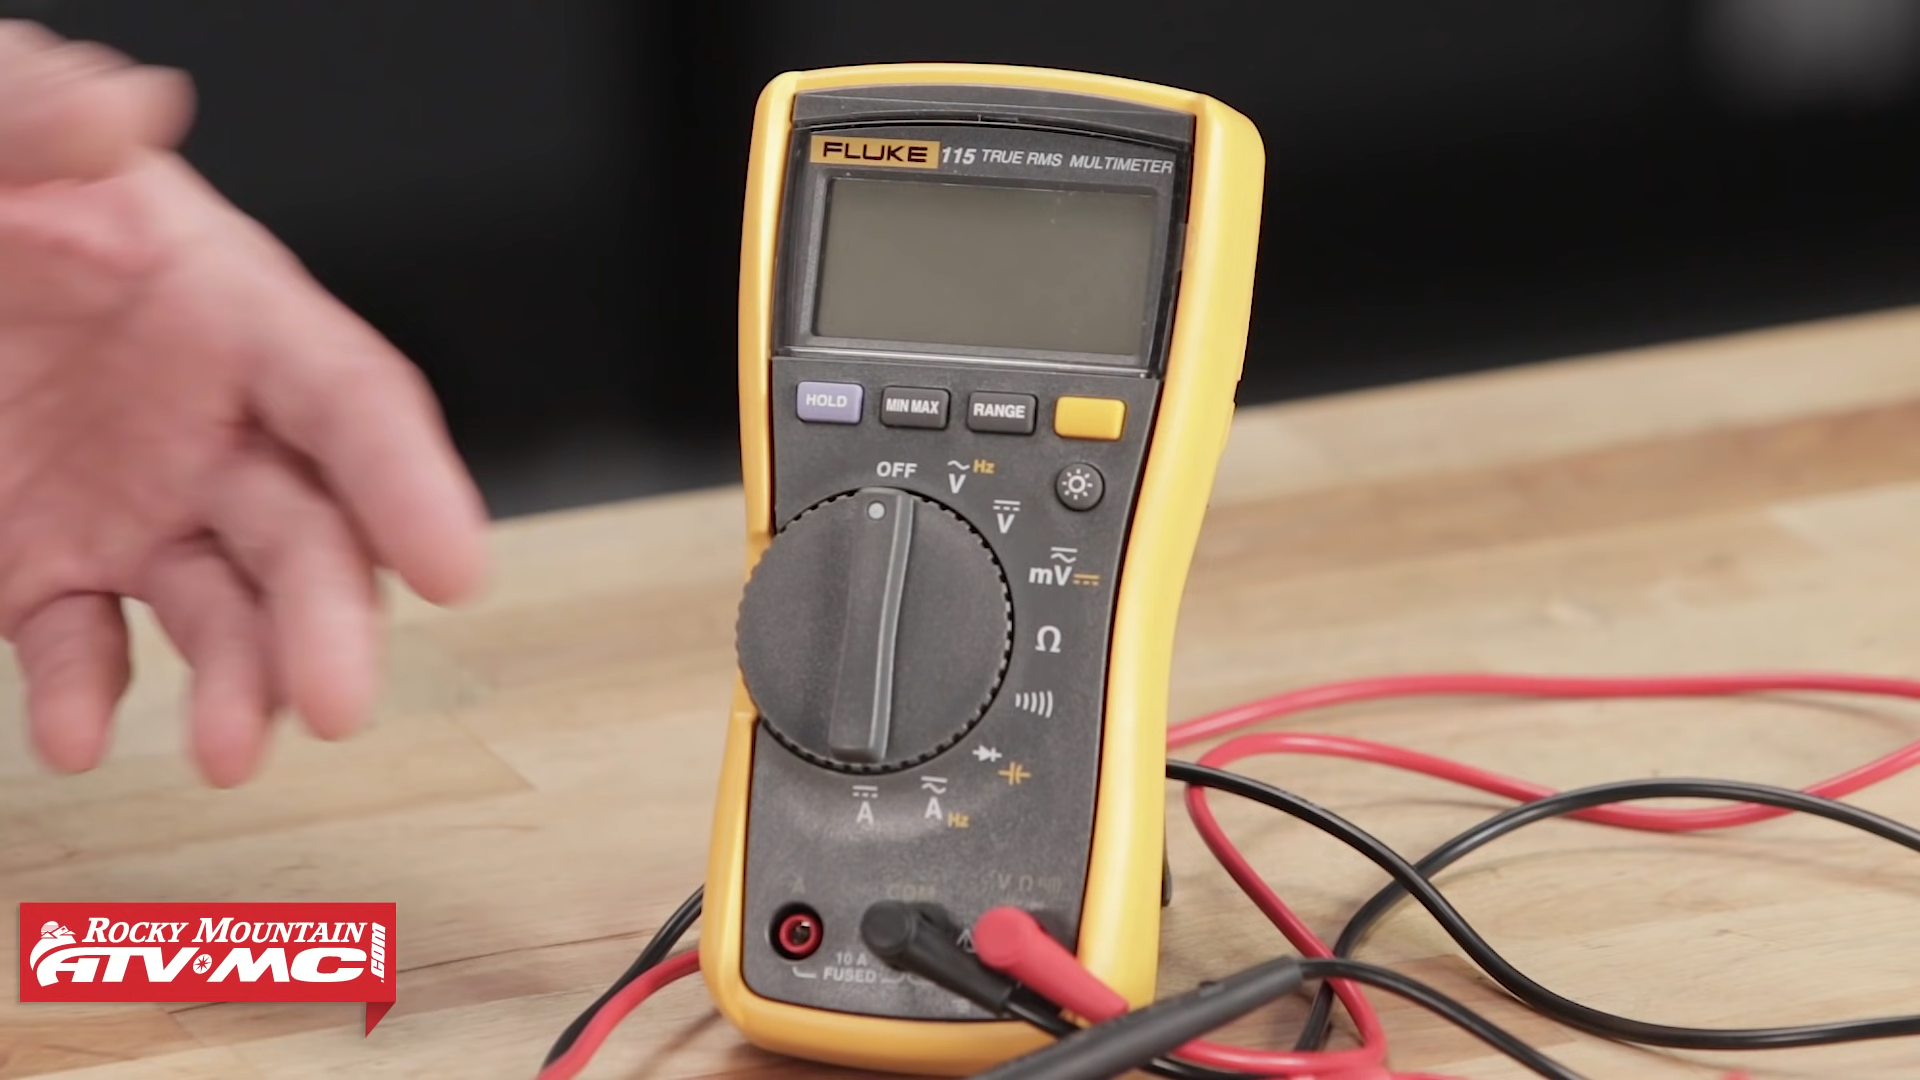 FLUKE 115 TRUE RMS MULTIMETER
HOLD MIN MAX RANGE
OFF
Ṽ Hz
V
mV
Ω
A
A Hz
A COM V Ω
10 A
FUSED
ROCKY MOUNTAIN
ATV MC .COM